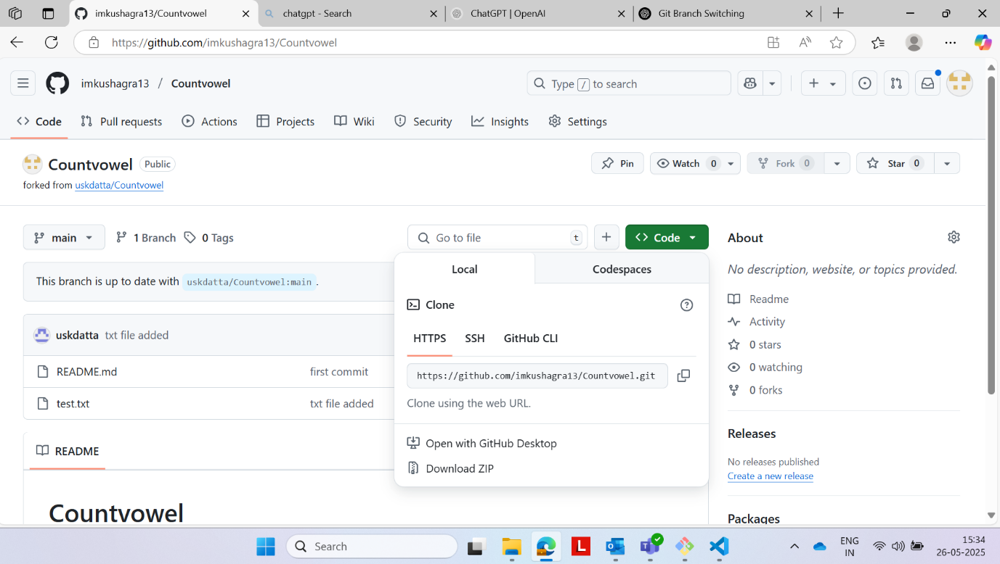 imkushagra13/Countvowel
chatgpt - Search
ChatGPT | OpenAI
Git Branch Switching
https://github.com/imkushagra13/Countvowel
imkushagra13 / Countvowel
Type / to search
Code
Pull requests
Actions
Projects
Wiki
Security
Insights
Settings
Countvowel Public
Pin
Watch 0
Fork 0
Star 0
forked from uskdatta/Countvowel
main
1 Branch
0 Tags
Go to file t
Code
About
Local
Codespaces
No description, website, or topics provided.
This branch is up to date with uskdatta/Countvowel:main.
Clone
Readme
Activity
uskdatta txt file added
HTTPS SSH GitHub CLI
0 stars
README.md first commit
https://github.com/imkushagra13/Countvowel.git
0 watching
0 forks
test.txt txt file added
Clone using the web URL.
Releases
Open with GitHub Desktop
README
No releases published
Download ZIP
Create a new release
Countvowel
Packages
Search
L
ENG
IN
15:34
26-05-2025